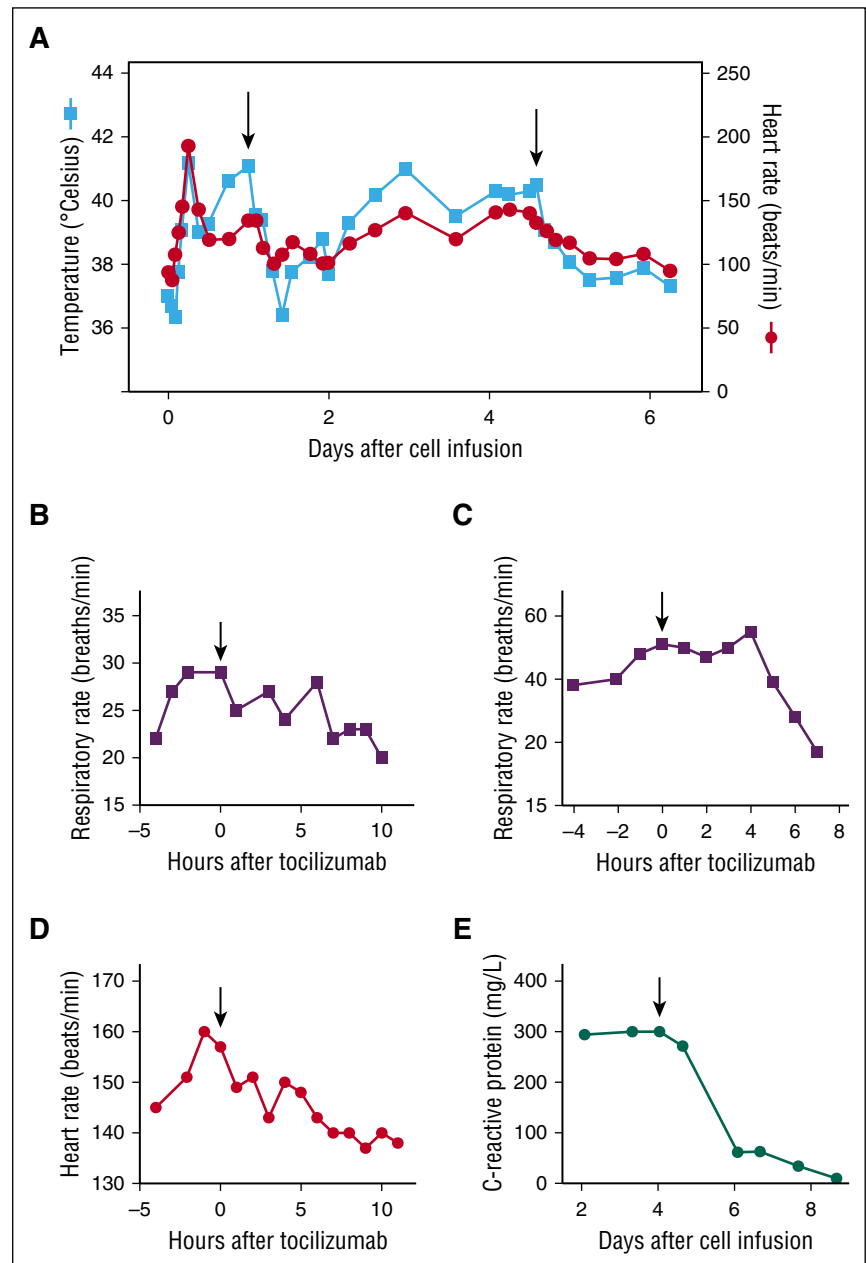 A
Temperature (°Celsius)
44
42
40
38
36
250
200
150
100
50
0
Heart rate (beats/min)
0 2 4 6
Days after cell infusion
B
Respiratory rate (breaths/min)
35
30
25
20
15
–5 0 5 10
Hours after tocilizumab
C
Respiratory rate (breaths/min)
60
40
20
15
–4 –2 0 2 4 6 8
Hours after tocilizumab
D
Heart rate (beats/min)
170
160
150
140
130
–5 0 5 10
Hours after tocilizumab
E
C-reactive protein (mg/L)
400
300
200
100
0
2 4 6 8
Days after cell infusion